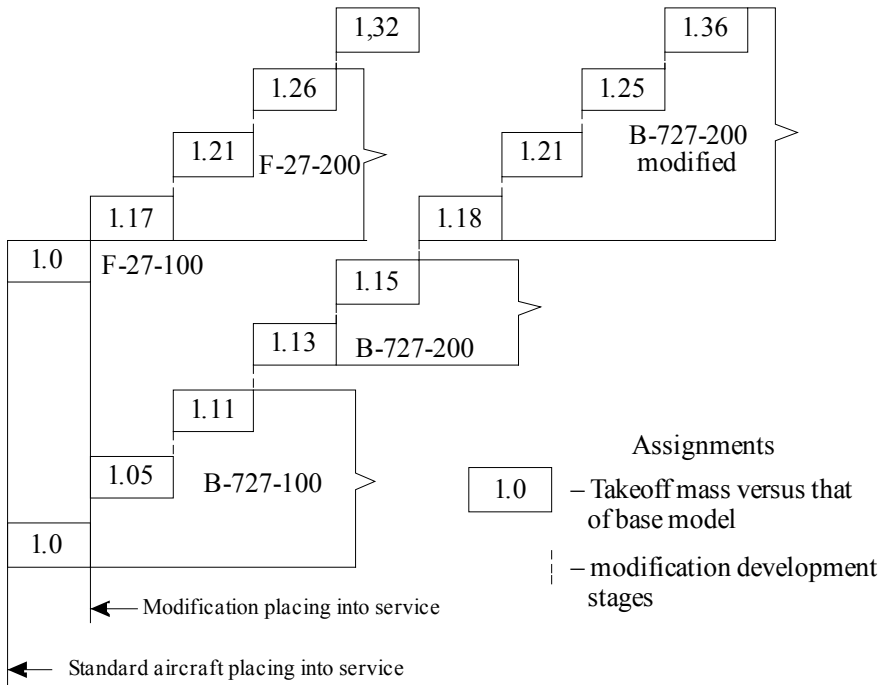 1,32
1.36
1.26
1.25
B-727-200
modified
1.21
F-27-200
1.21
1.17
1.18
1.0
F-27-100
1.15
1.13
B-727-200
1.11
Assignments
1.05
B-727-100
1.0
– Takeoff mass versus that
of base model
1.0
– modification development
stages
Modification placing into service
Standard aircraft placing into service